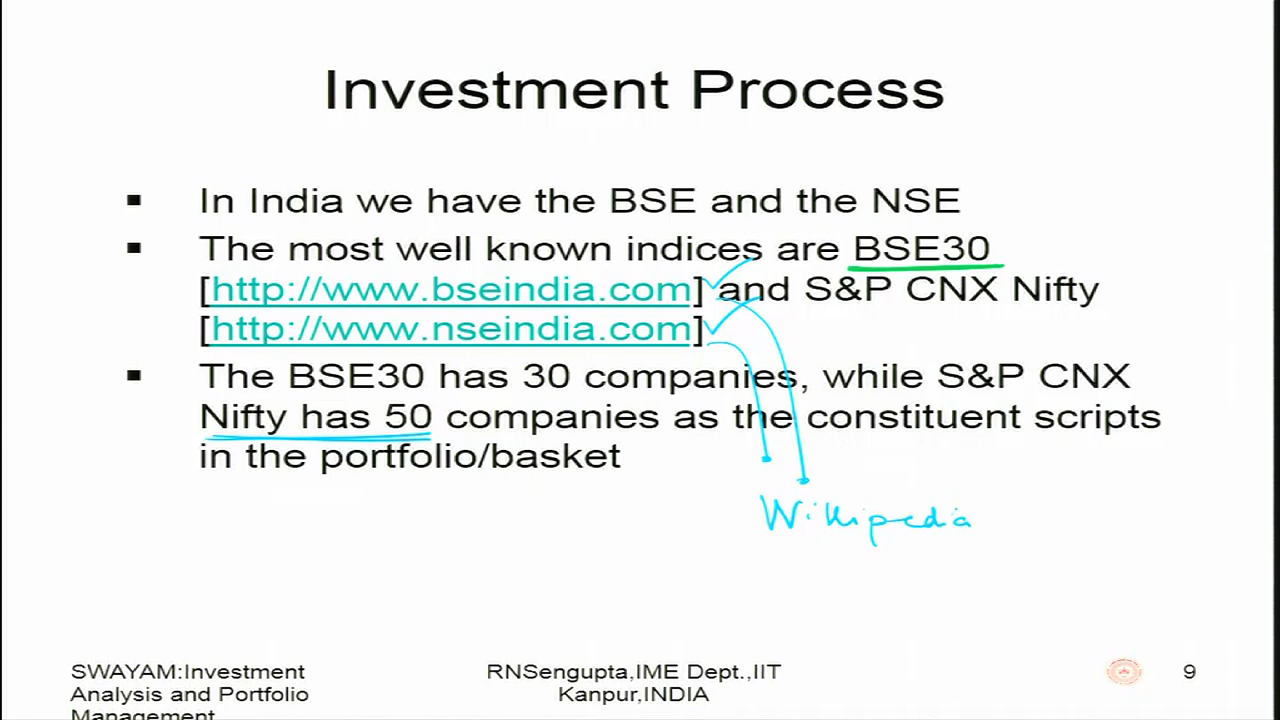 Investment Process
▪ In India we have the BSE and the NSE
▪ The most well known indices are BSE30
[http://www.bseindia.com] and S&P CNX Nifty
[http://www.nseindia.com]
▪ The BSE30 has 30 companies, while S&P CNX
Nifty has 50 companies as the constituent scripts
in the portfolio/basket
Wikipedia
SWAYAM:Investment
Analysis and Portfolio
Management
RNSengupta,IME Dept.,IIT
Kanpur,INDIA
9